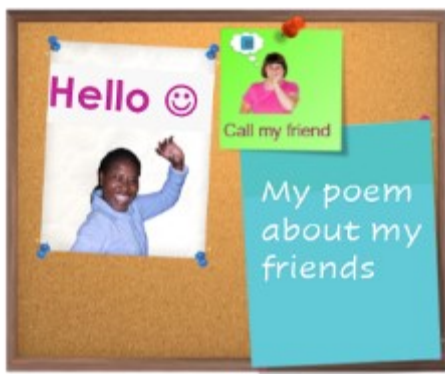 Hello ☺
Call my friend
My poem
about my
friends